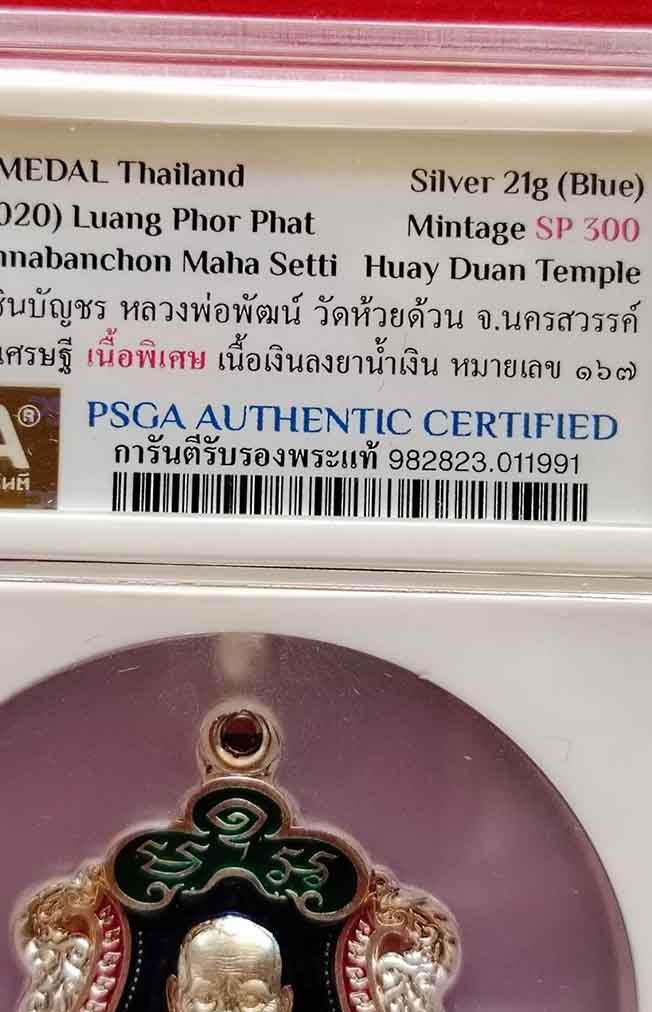 MEDAL Thailand Silver 21g (Blue)
020) Luang Phor Phat Mintage SP 300
nnabanchon Maha Setti Huay Duan Temple
ชินบัญชร หลวงพ่อพัฒน์ วัดห้วยด้วน จ.นครสวรรค์
เศรษฐี เนื้อพิเศษ เนื้อเงินลงยาน้ำเงิน หมายเลข ๑๖๗
A®
PSGA AUTHENTIC CERTIFIED
การันตีรับรองพระแท้ 982823.011991